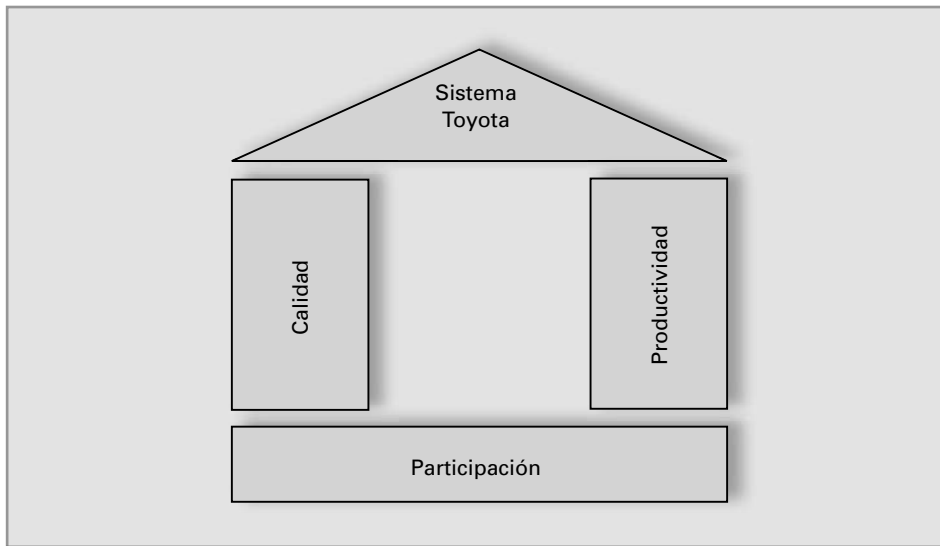 Sistema
Toyota
Calidad
Productividad
Participación